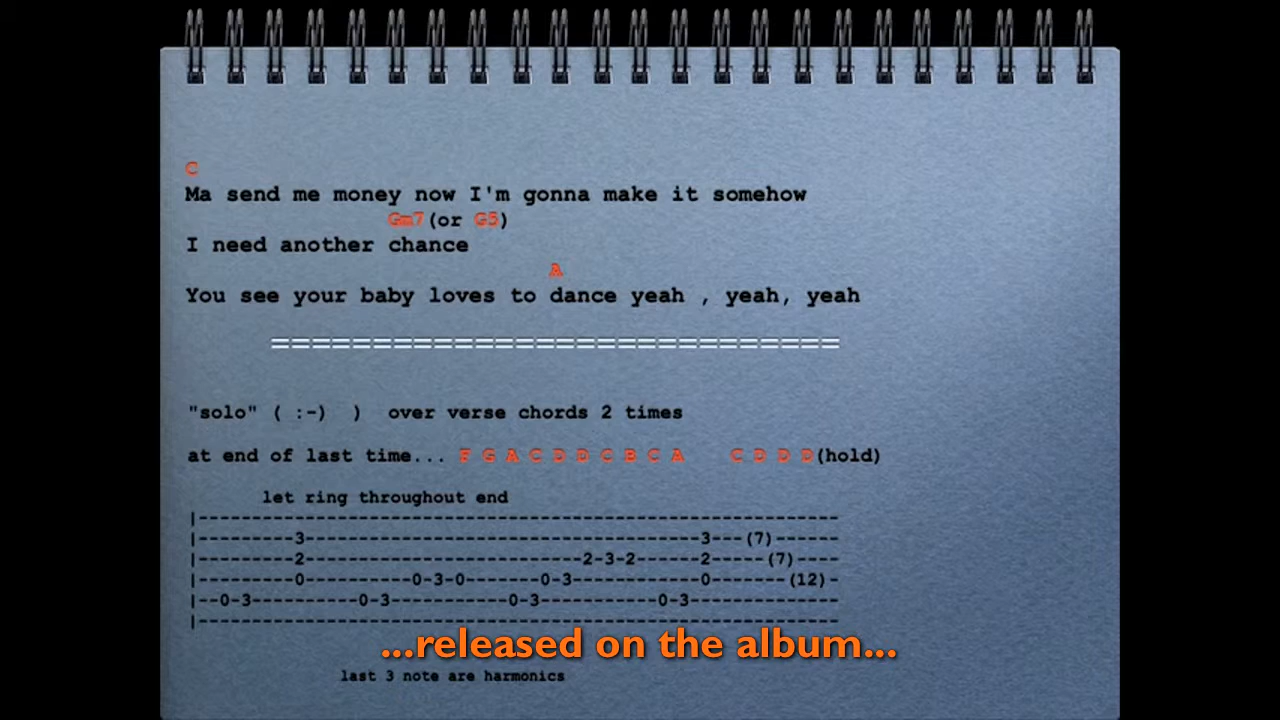 C
Ma send me money now I'm gonna make it somehow
Gm7(or G5)
I need another chance
A
You see your baby loves to dance yeah , yeah, yeah
============================
"solo" ( :-)  )  over verse chords 2 times
at end of last time... F G A C D D C B C A    C D D D(hold)
let ring throughout end
|------------------------------------------------------
|--------3---------------------------------3---(7)------
|--------2-----------------------2-3-2-----2-----(7)----
|--------0---------0-3-0-------0-3---------0-------(12)-
|--0-3---------0-3----------0-3----------0-3-------------
|------------------------------------------------------
...released on the album...
last 3 note are harmonics